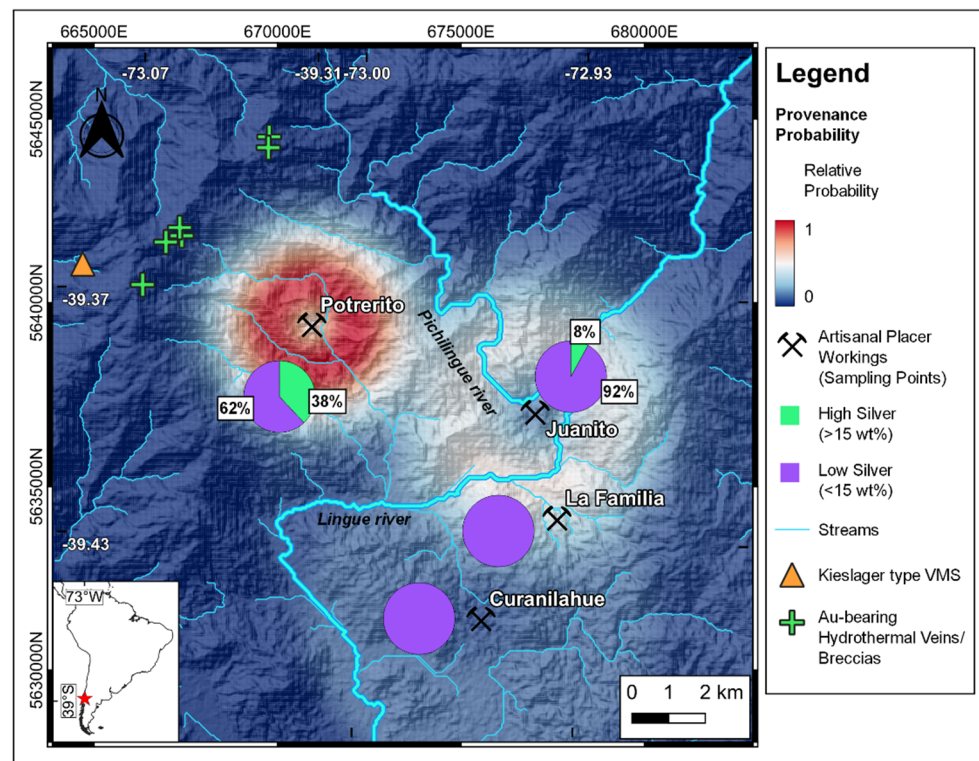 6650000E 670000E 6750000E 680000E
-73.07 -39.31-73.00 -72.93
N
5645000N
5640000N
5635000N
5630000N
-39.37
-39.43
Potrerito
62%
38%
Pichilingue river
8%
92%
Juanito
La Familia
Lingue river
Curanilahue
73°W
39°S
0 1 2 km
Legend
Provenance
Probability
Relative
Probability
1
0
Artisanal Placer
Workings
(Sampling Points)
High Silver
(>15 wt%)
Low Silver
(<15 wt%)
Streams
Kieslager type VMS
Au-bearing
Hydrothermal Veins/
Breccias